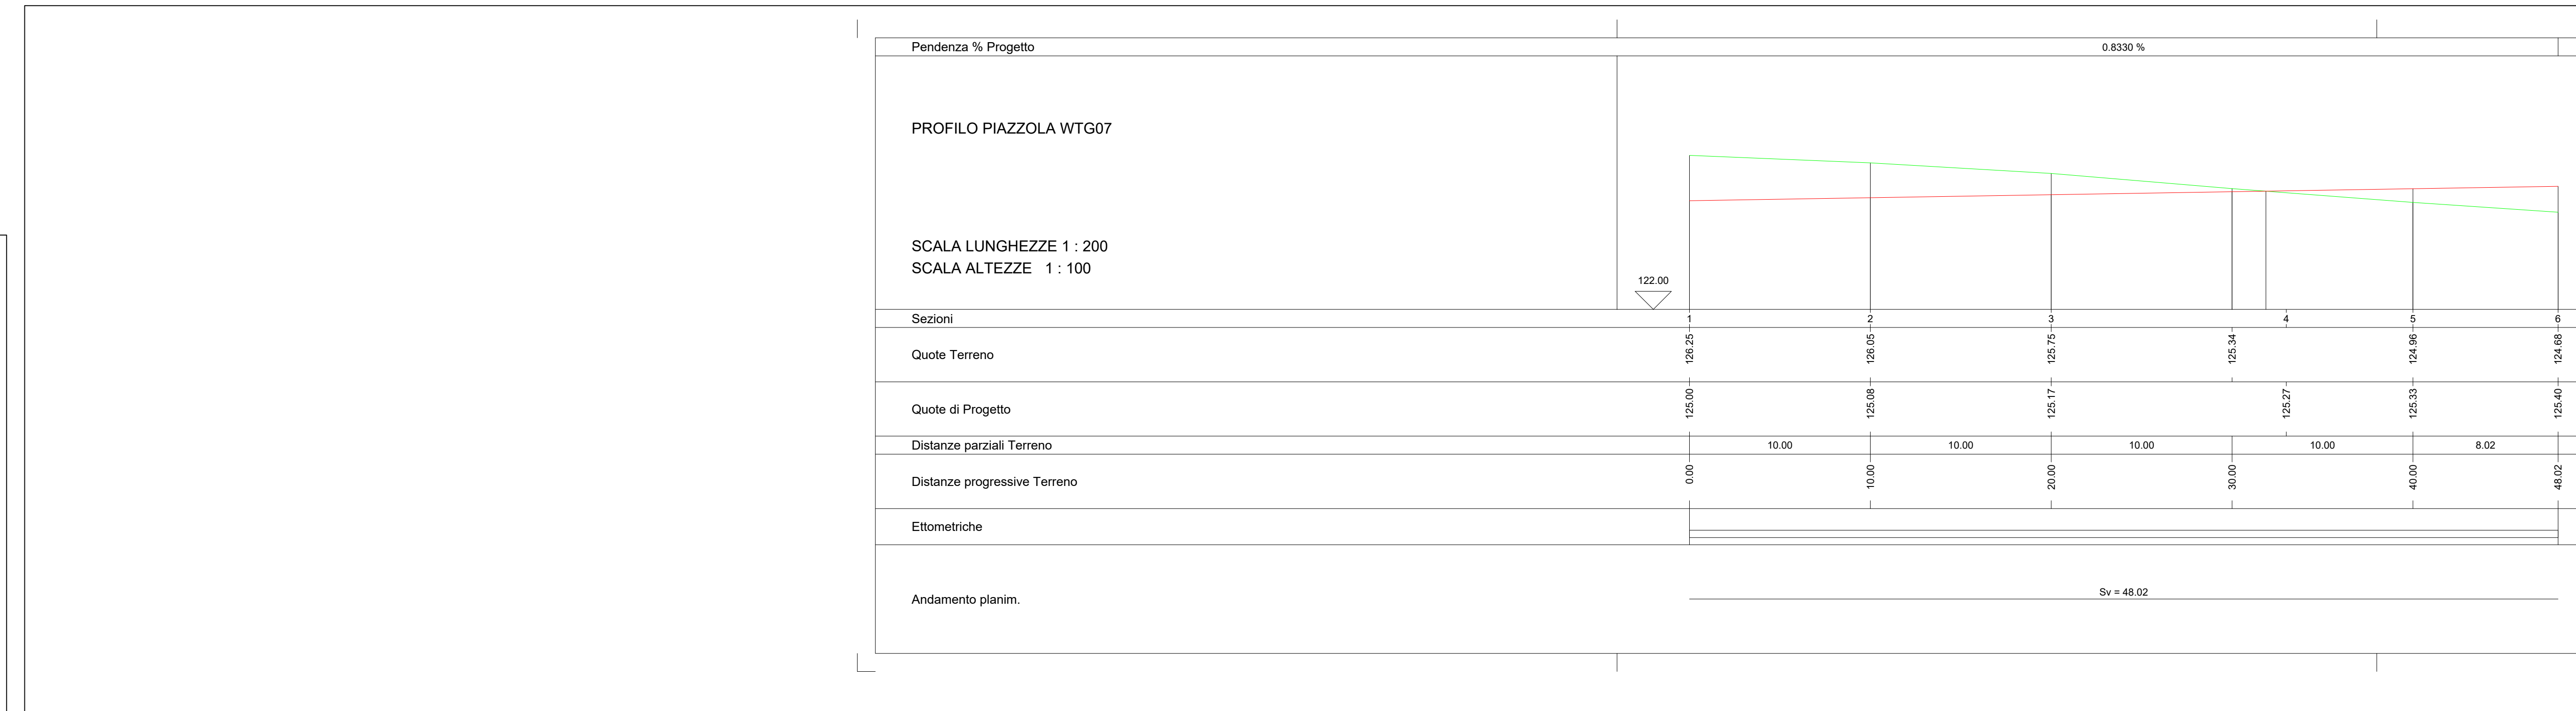 Pendenza % Progetto 0.8330 %
PROFILO PIAZZOLA WTG07
SCALA LUNGHEZZE 1 : 200
SCALA ALTEZZE 1 : 100
122.00
Sezioni 1 2 3 4 5 6
Quote Terreno 126.25 126.05 125.75 125.34 124.96 124.68
Quote di Progetto 125.00 125.08 125.17 125.27 125.33 125.40
Distanze parziali Terreno 10.00 10.00 10.00 10.00 8.02
Distanze progressive Terreno 0.00 10.00 20.00 30.00 40.00 48.02
Ettometriche
Andamento planim. Sv = 48.02